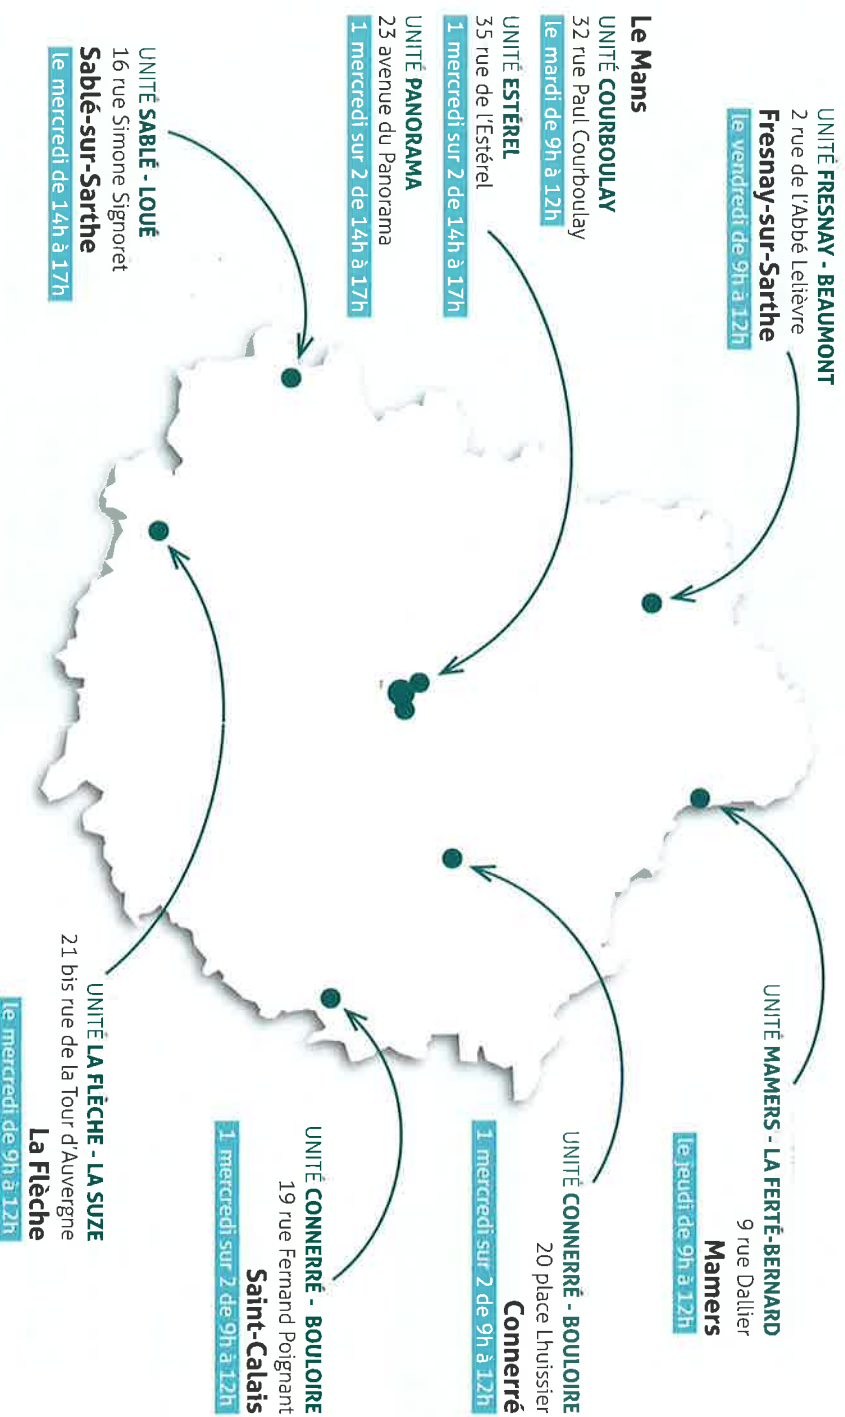 UNITÉ FRESNAY - BEAUMONT
2 rue de l'Abbé Lelièvre
Fresnay-sur-Sarthe
le vendredi de 9h à 12h
Le Mans
UNITÉ COURBOULAY
32 rue Paul Courboulay
le mardi de 9h à 12h
UNITÉ ESTÉREL
35 rue de l'Estérel
1 mercredi sur 2 de 14h à 17h
UNITÉ PANORAMA
23 avenue du Panorama
1 mercredi sur 2 de 14h à 17h
UNITÉ SABLÉ - LOUÉ
16 rue Simone Signoret
Sablé-sur-Sarthe
le mercredi de 14h à 17h
UNITÉ MAMERS - LA FERTÉ-BERNARD
9 rue Dallier
Mamers
le jeudi de 9h à 12h
UNITÉ CONNERRÉ - BOULOIRE
20 place Lhuissier
Connerré
1 mercredi sur 2 de 9h à 12h
UNITÉ CONNERRÉ - BOULOIRE
19 rue Fernand Poignant
Saint-Calais
1 mercredi sur 2 de 9h à 12h
UNITÉ LA FLÈCHE - LA SUZE
21 bis rue de la Tour d'Auvergne
La Flèche
le mercredi de 9h à 12h